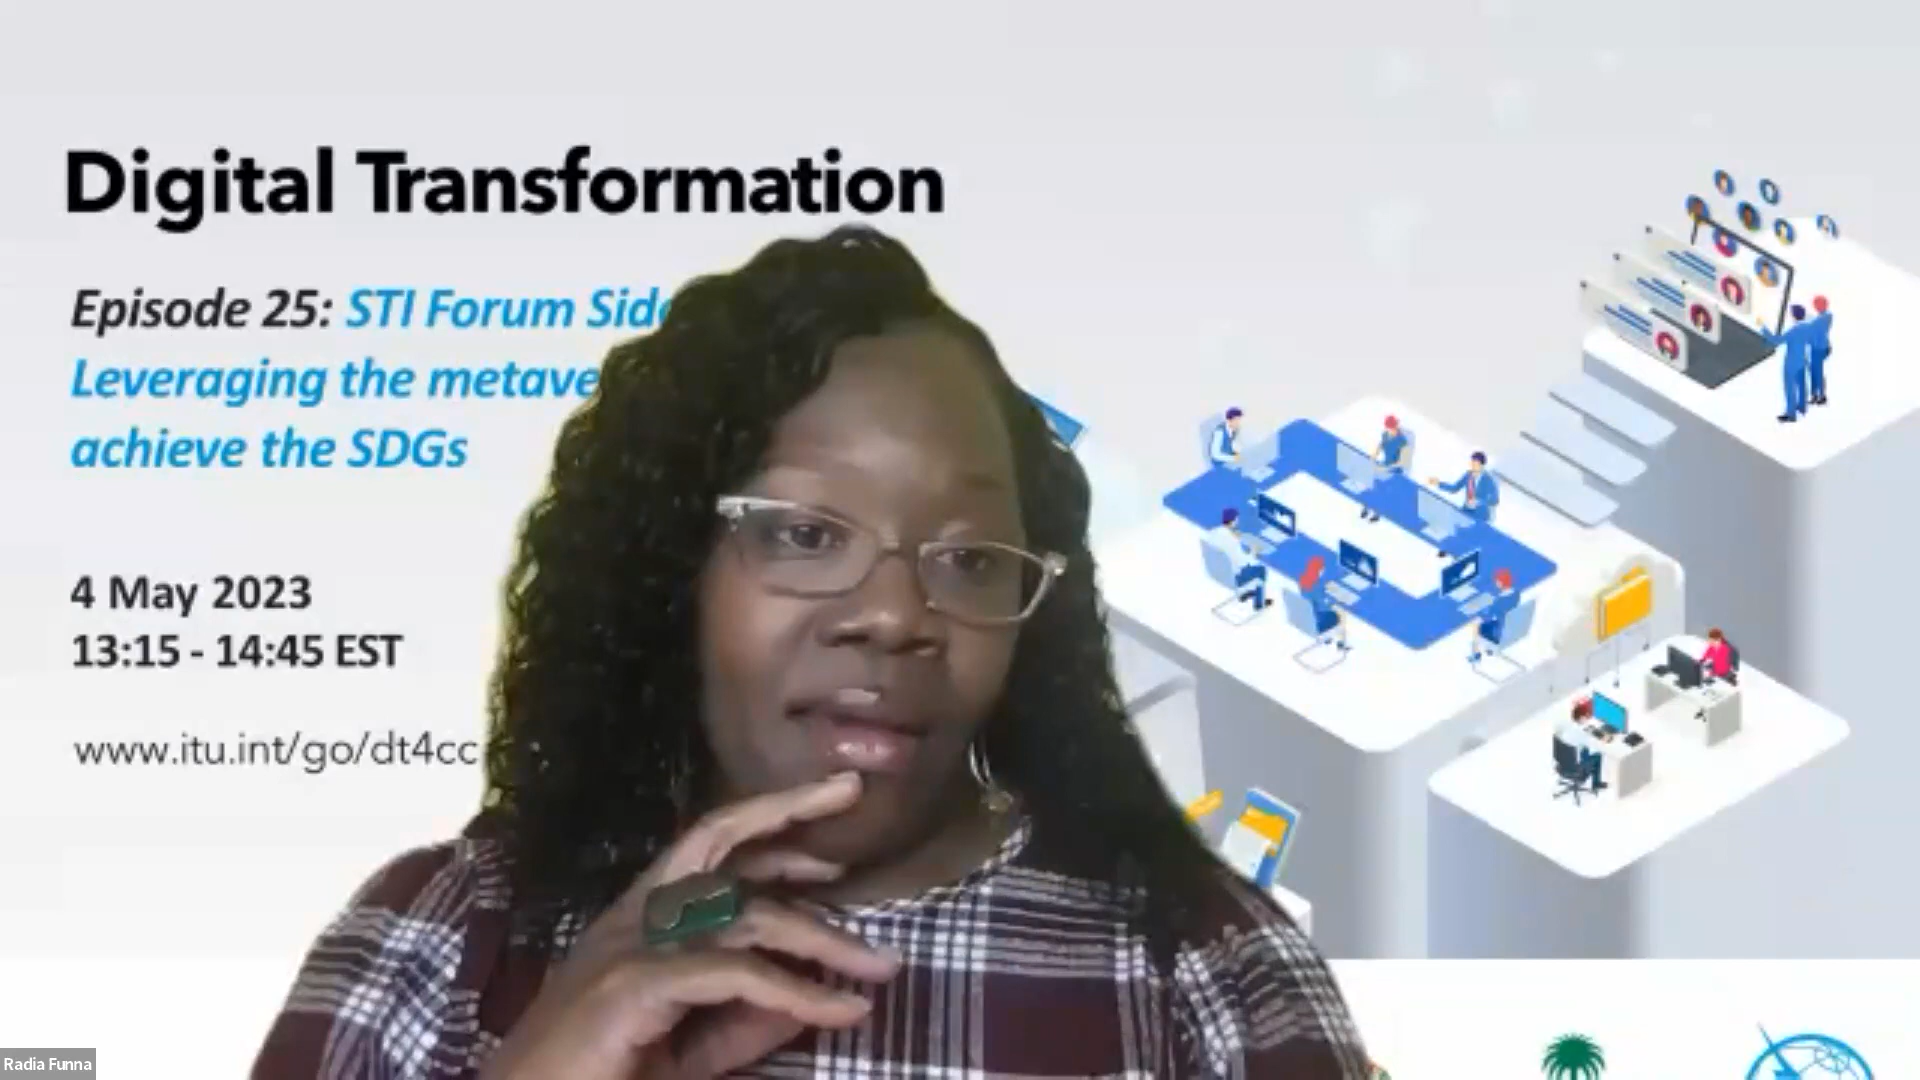 Digital Transformation
Episode 25: STI Forum Side
Leveraging the metave
achieve the SDGs
4 May 2023
13:15 - 14:45 EST
www.itu.int/go/dt4cc
Radia Funna